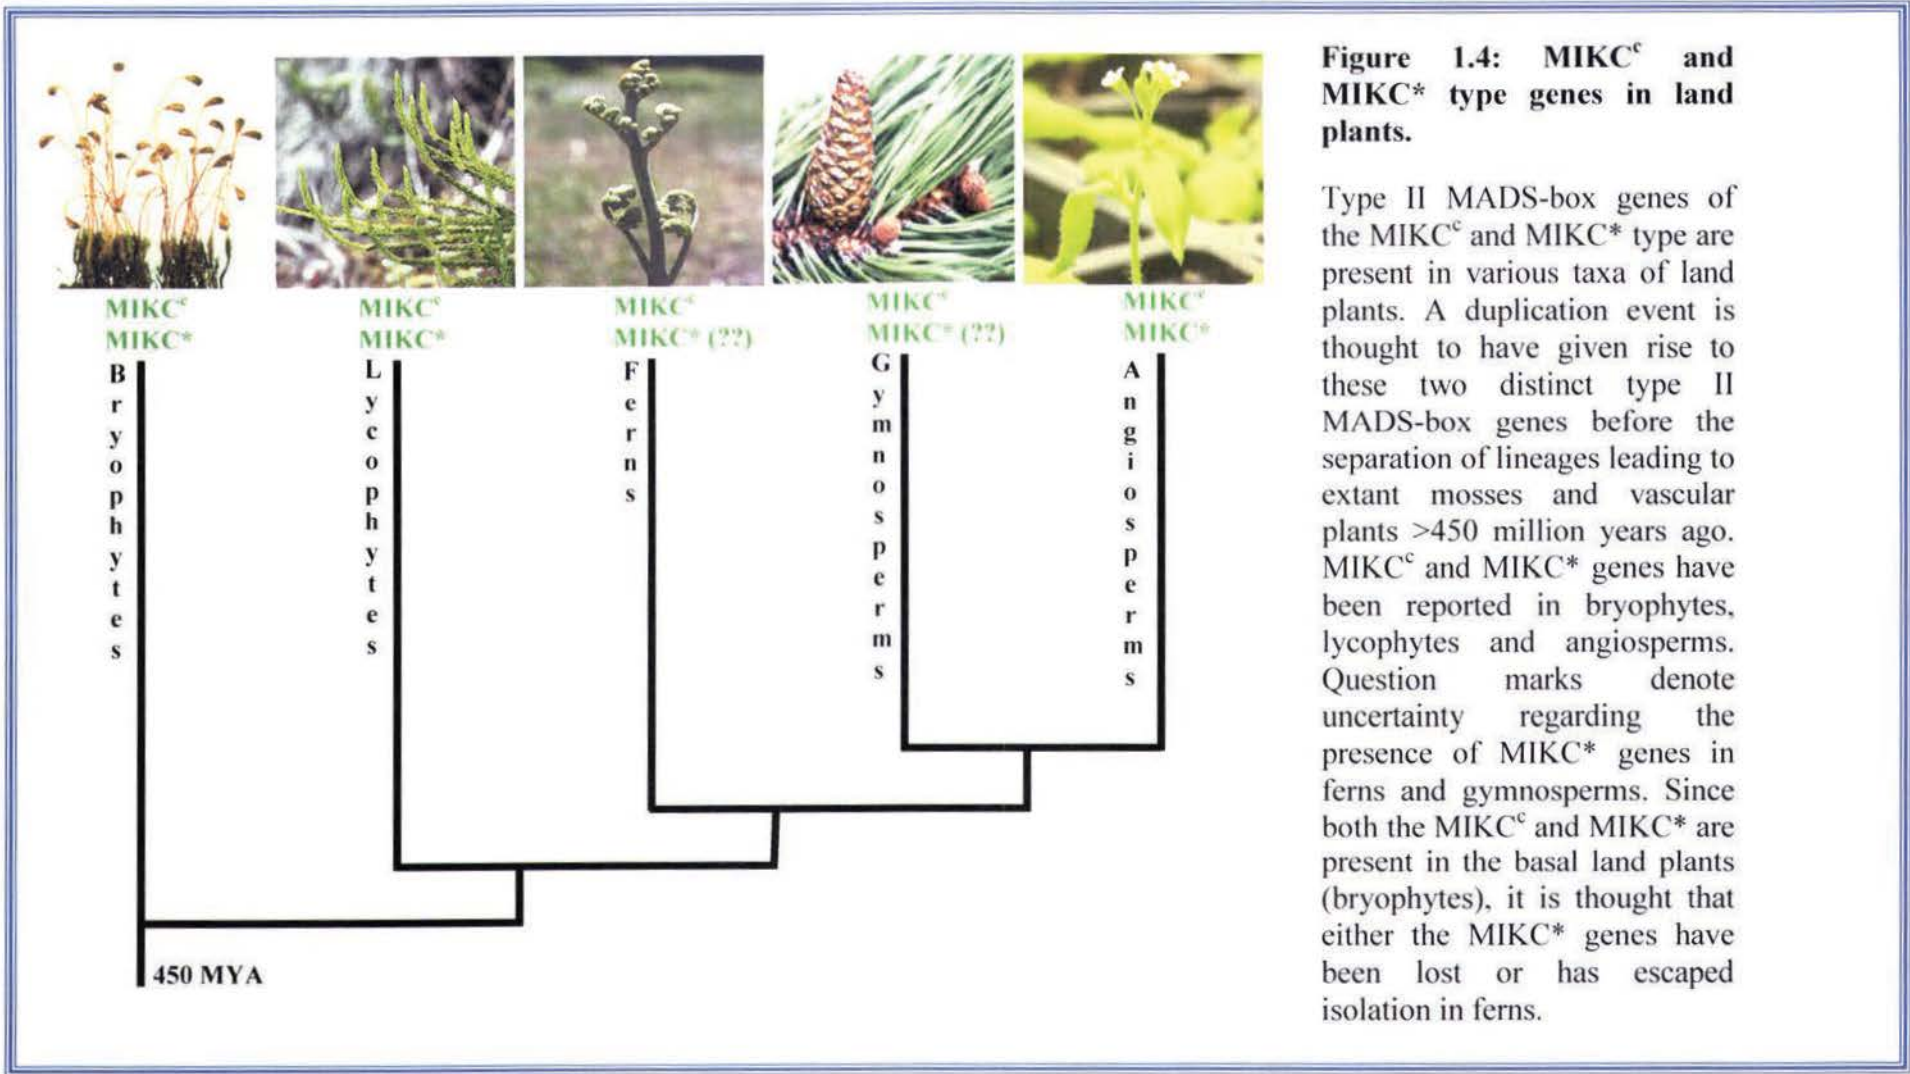 MIKCᶜ
MIKC*
Bryophytes
MIKCᶜ
MIKC*
Lycophytes
MIKCᶜ
MIKC* (??)
Ferns
MIKCᶜ
MIKC* (??)
Gymnosperms
MIKCᶜ
MIKC*
Angiosperms
450 MYA
Figure 1.4: MIKCᶜ and
MIKC* type genes in land
plants.
Type II MADS-box genes of
the MIKCᶜ and MIKC* type are
present in various taxa of land
plants. A duplication event is
thought to have given rise to
these two distinct type II
MADS-box genes before the
separation of lineages leading to
extant mosses and vascular
plants >450 million years ago.
MIKCᶜ and MIKC* genes have
been reported in bryophytes,
lycophytes and angiosperms.
Question marks denote
uncertainty regarding the
presence of MIKC* genes in
ferns and gymnosperms. Since
both the MIKCᶜ and MIKC* are
present in the basal land plants
(bryophytes), it is thought that
either the MIKC* genes have
been lost or has escaped
isolation in ferns.